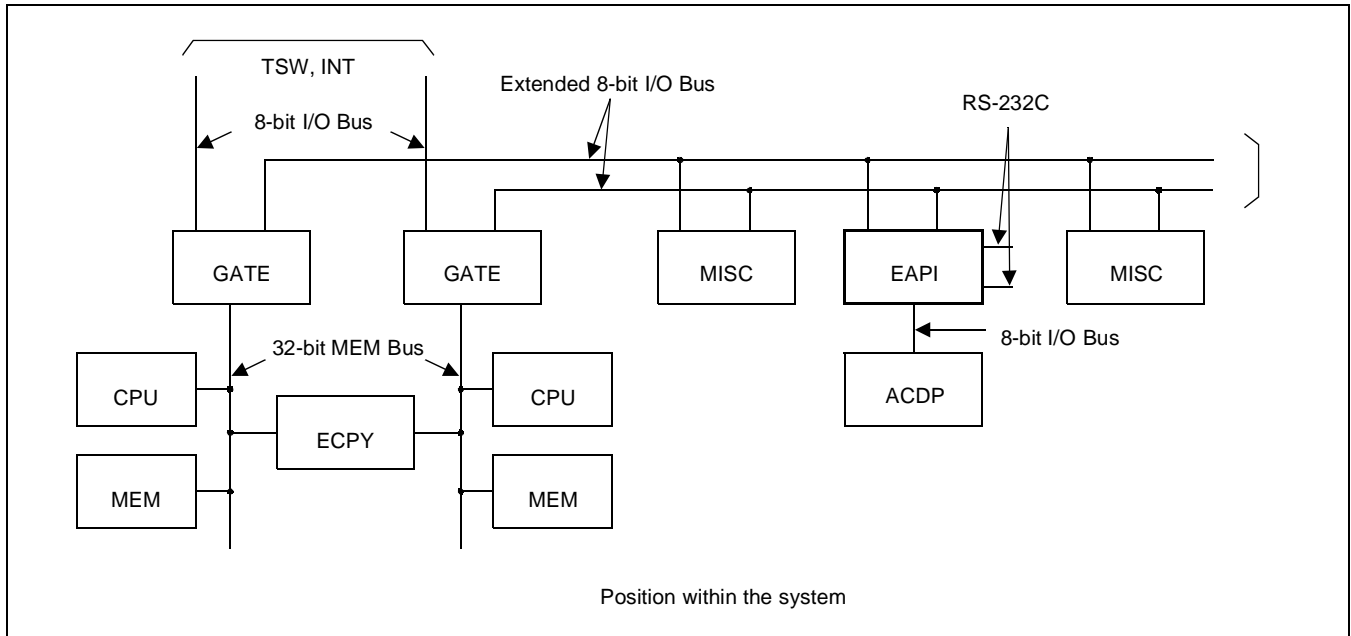 TSW, INT
Extended 8-bit I/O Bus
RS-232C
8-bit I/O Bus
GATE
GATE
MISC
EAPI
MISC
32-bit MEM Bus
8-bit I/O Bus
CPU
CPU
ACDP
ECPY
MEM
MEM
Position within the system